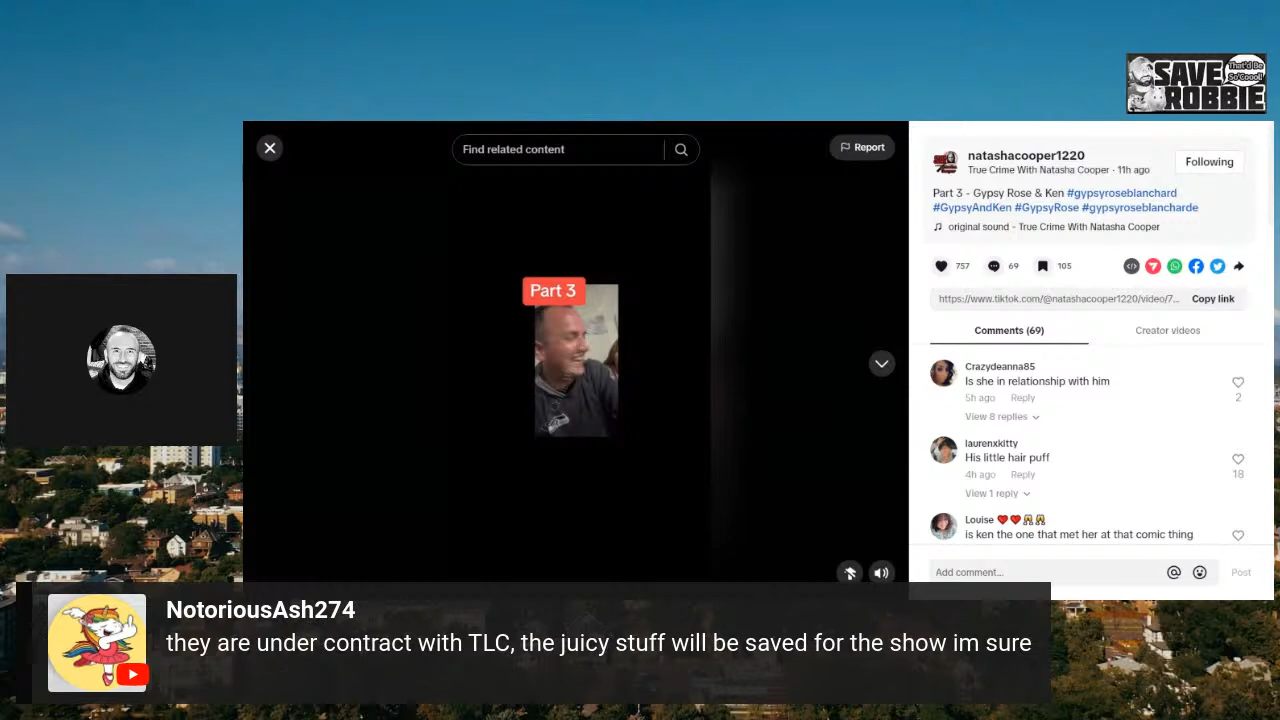 That'd Be
So Cool!
SAVE
ROBBIE
Find related content
Report
natashacooper1220
True Crime With Natasha Cooper · 11h ago
Following
Part 3 - Gypsy Rose & Ken #gypsyroseblanchard
#GypsyAndKen #GypsyRose #gypsyroseblancharde
original sound - True Crime With Natasha Cooper
757
69
105
https://www.tiktok.com/@natashacooper1220/video/7...
Copy link
Comments (69)
Creator videos
Part 3
Crazydeanna85
Is she in relationship with him
5h ago Reply
2
View 8 replies
laurenxkitty
His little hair puff
4h ago Reply
18
View 1 reply
Louise
is ken the one that met her at that comic thing
Add comment...
Post
NotoriousAsh274
they are under contract with TLC, the juicy stuff will be saved for the show im sure